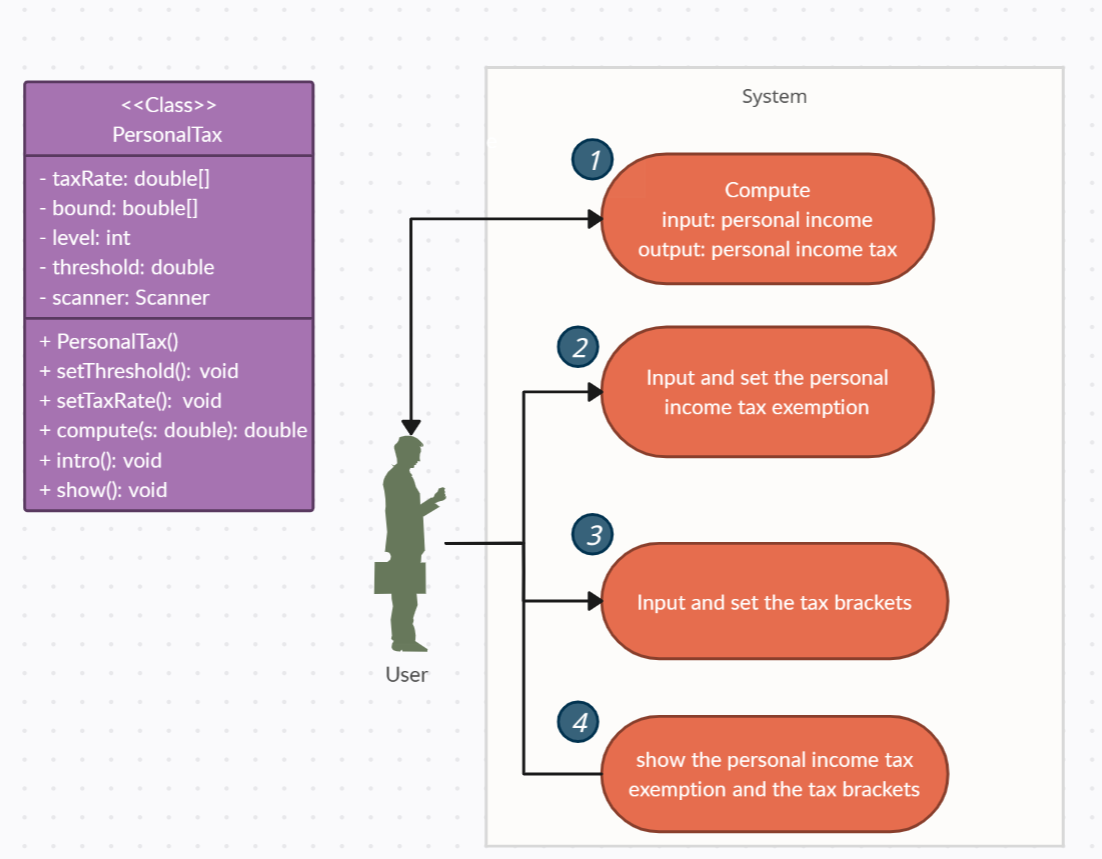 <<Class>>
PersonalTax
- taxRate: double[]
- bound: bouble[]
- level: int
- threshold: double
- scanner: Scanner
+ PersonalTax()
+ setThreshold(): void
+ setTaxRate(): void
+ compute(s: double): double
+ intro(): void
+ show(): void
User
System
1
Compute
input: personal income
output: personal income tax
2
Input and set the personal
income tax exemption
3
Input and set the tax brackets
4
show the personal income tax
exemption and the tax brackets